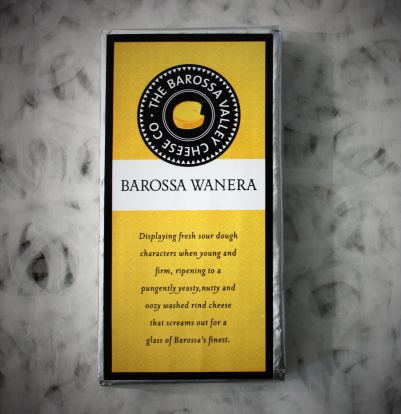 THE BAROSSA VALLEY CHEESE CO.
BAROSSA WANERA
Displaying fresh sour dough
characters when young and
firm, ripening to a
pungently yeasty,nutty and
oozy washed rind cheese
that screams out for a
glass of Barossa's finest.